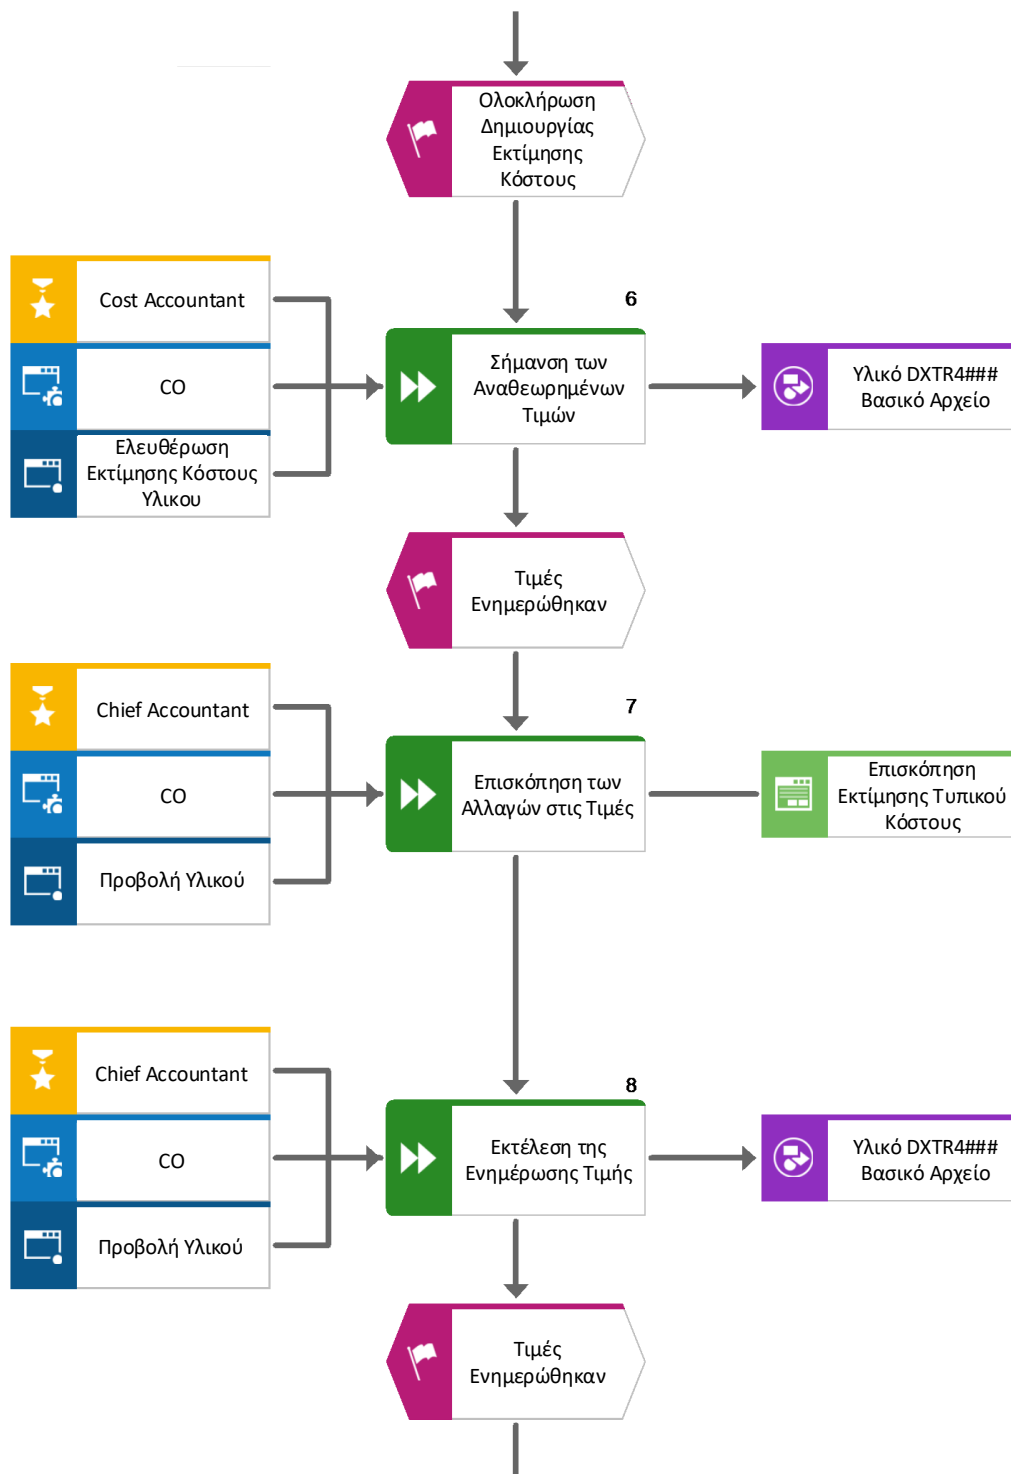 Ολοκλήρωση
Δημιουργίας
Εκτίμησης
Κόστους
6
Cost Accountant
CO
Ελευθέρωση
Εκτίμησης Κόστους
Υλικου
Σήμανση των
Αναθεωρημένων
Τιμών
Υλικό DXTR4###
Βασικό Αρχείο
Τιμές
Ενημερώθηκαν
7
Chief Accountant
CO
Προβολή Υλικού
Επισκόπηση των
Αλλαγών στις Τιμές
Επισκόπηση
Εκτίμησης Τυπικού
Κόστους
8
Chief Accountant
CO
Προβολή Υλικού
Εκτέλεση της
Ενημέρωσης Τιμής
Υλικό DXTR4###
Βασικό Αρχείο
Τιμές
Ενημερώθηκαν